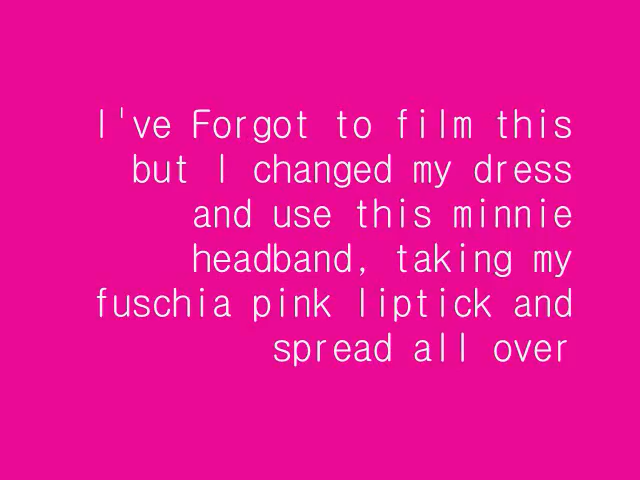 I've Forgot to film this
but I changed my dress
and use this minnie
headband, taking my
fuschia pink liptick and
spread all over